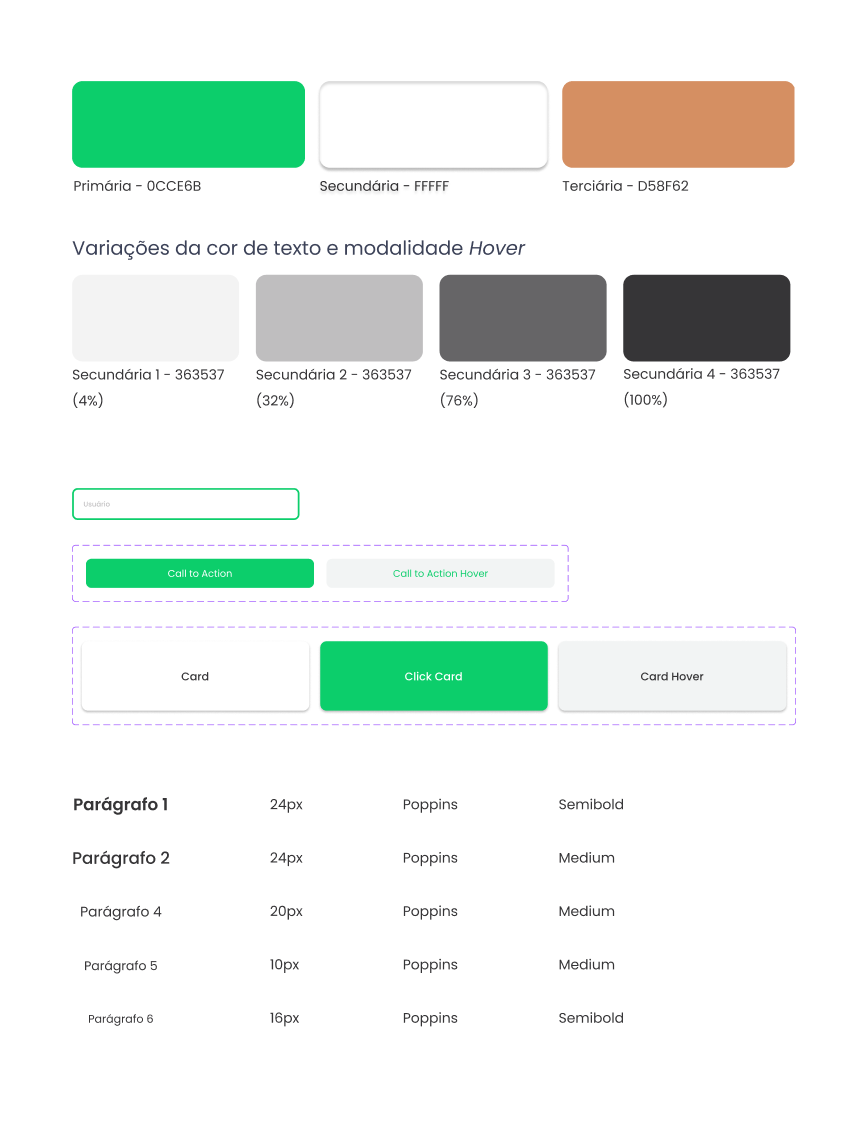 Primária - 0CCE6B
Secundária - FFFFF
Terciária - D58F62
Variações da cor de texto e modalidade Hover
Secundária 1 - 363537
(4%)
Secundária 2 - 363537
(32%)
Secundária 3 - 363537
(76%)
Secundária 4 - 363537
(100%)
Usuário
Call to Action
Call to Action Hover
Card
Click Card
Card Hover
Parágrafo 1 24px Poppins Semibold
Parágrafo 2 24px Poppins Medium
Parágrafo 4 20px Poppins Medium
Parágrafo 5 10px Poppins Medium
Parágrafo 6 16px Poppins Semibold